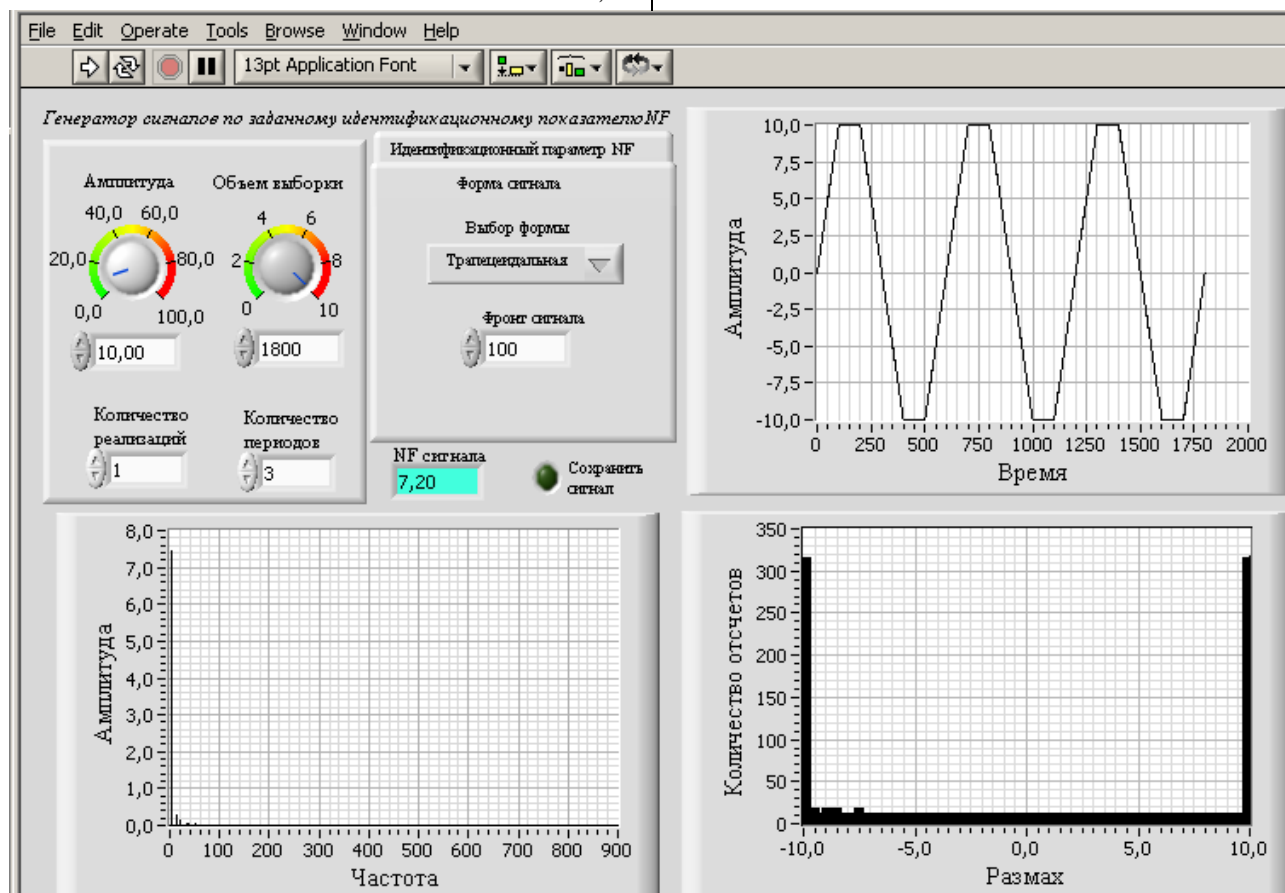 File Edit Operate Tools Browse Window Help
13pt Application Font
Генератор сигналов по заданному идентификационному показателю NF
Амплитуда
40,0 60,0
20,0 80,0
0,0 100,0
10,00
Объем выборки
4 6
2 8
0 10
1800
Количество
реализаций
1
Количество
периодов
3
Идентификационный параметр NF
Форма сигнала
Выбор формы
Трапецеидальная
Фронт сигнала
100
NF сигнала
7,20
Сохранить
сигнал
Амплитуда
10,0
7,5
5,0
2,5
0,0
-2,5
-5,0
-7,5
-10,0
0 250 500 750 1000 1250 1500 1750 2000
Время
Амплитуда
8,0
7,0
6,0
5,0
4,0
3,0
2,0
1,0
0,0
0 100 200 300 400 500 600 700 800 900
Частота
Количество отсчетов
350
300
250
200
150
100
50
0
-10,0 -5,0 0,0 5,0 10,0
Размах